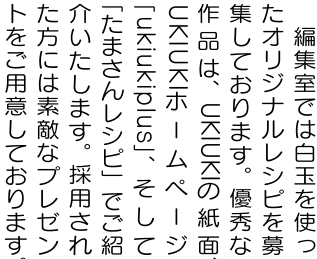 編集室では白玉を使っ
たオリジナルレシピを募
集しております。優秀な
作品は、UKIUKIの紙面、
UKIUKIホームページ
「ukiukiplus」、そして
「たまさんレシピ」でご紹
介いたします。採用され
た方には素敵なプレゼン
トをご用意しております。